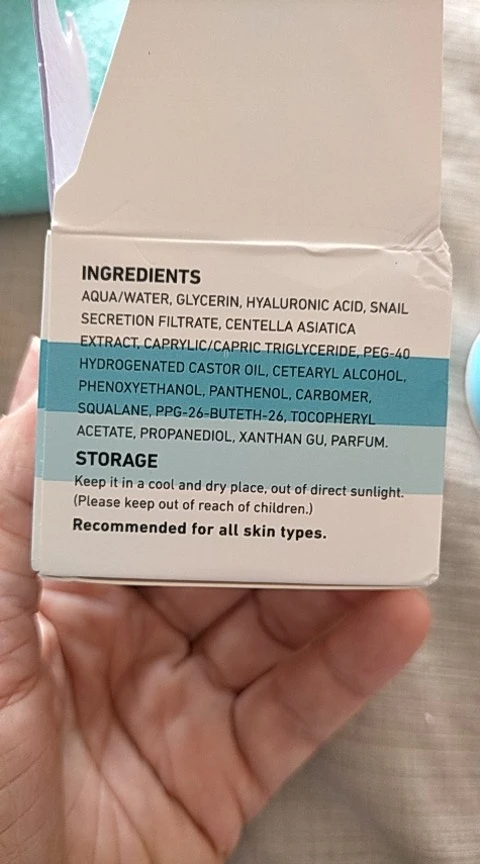 INGREDIENTS
AQUA/WATER, GLYCERIN, HYALURONIC ACID, SNAIL
SECRETION FILTRATE, CENTELLA ASIATICA
EXTRACT, CAPRYLIC/CAPRIC TRIGLYCERIDE, PEG-40
HYDROGENATED CASTOR OIL, CETEARYL ALCOHOL,
PHENOXYETHANOL, PANTHENOL, CARBOMER,
SQUALANE, PPG-26-BUTETH-26, TOCOPHERYL
ACETATE, PROPANEDIOL, XANTHAN GU, PARFUM.
STORAGE
Keep it in a cool and dry place, out of direct sunlight.
(Please keep out of reach of children.)
Recommended for all skin types.